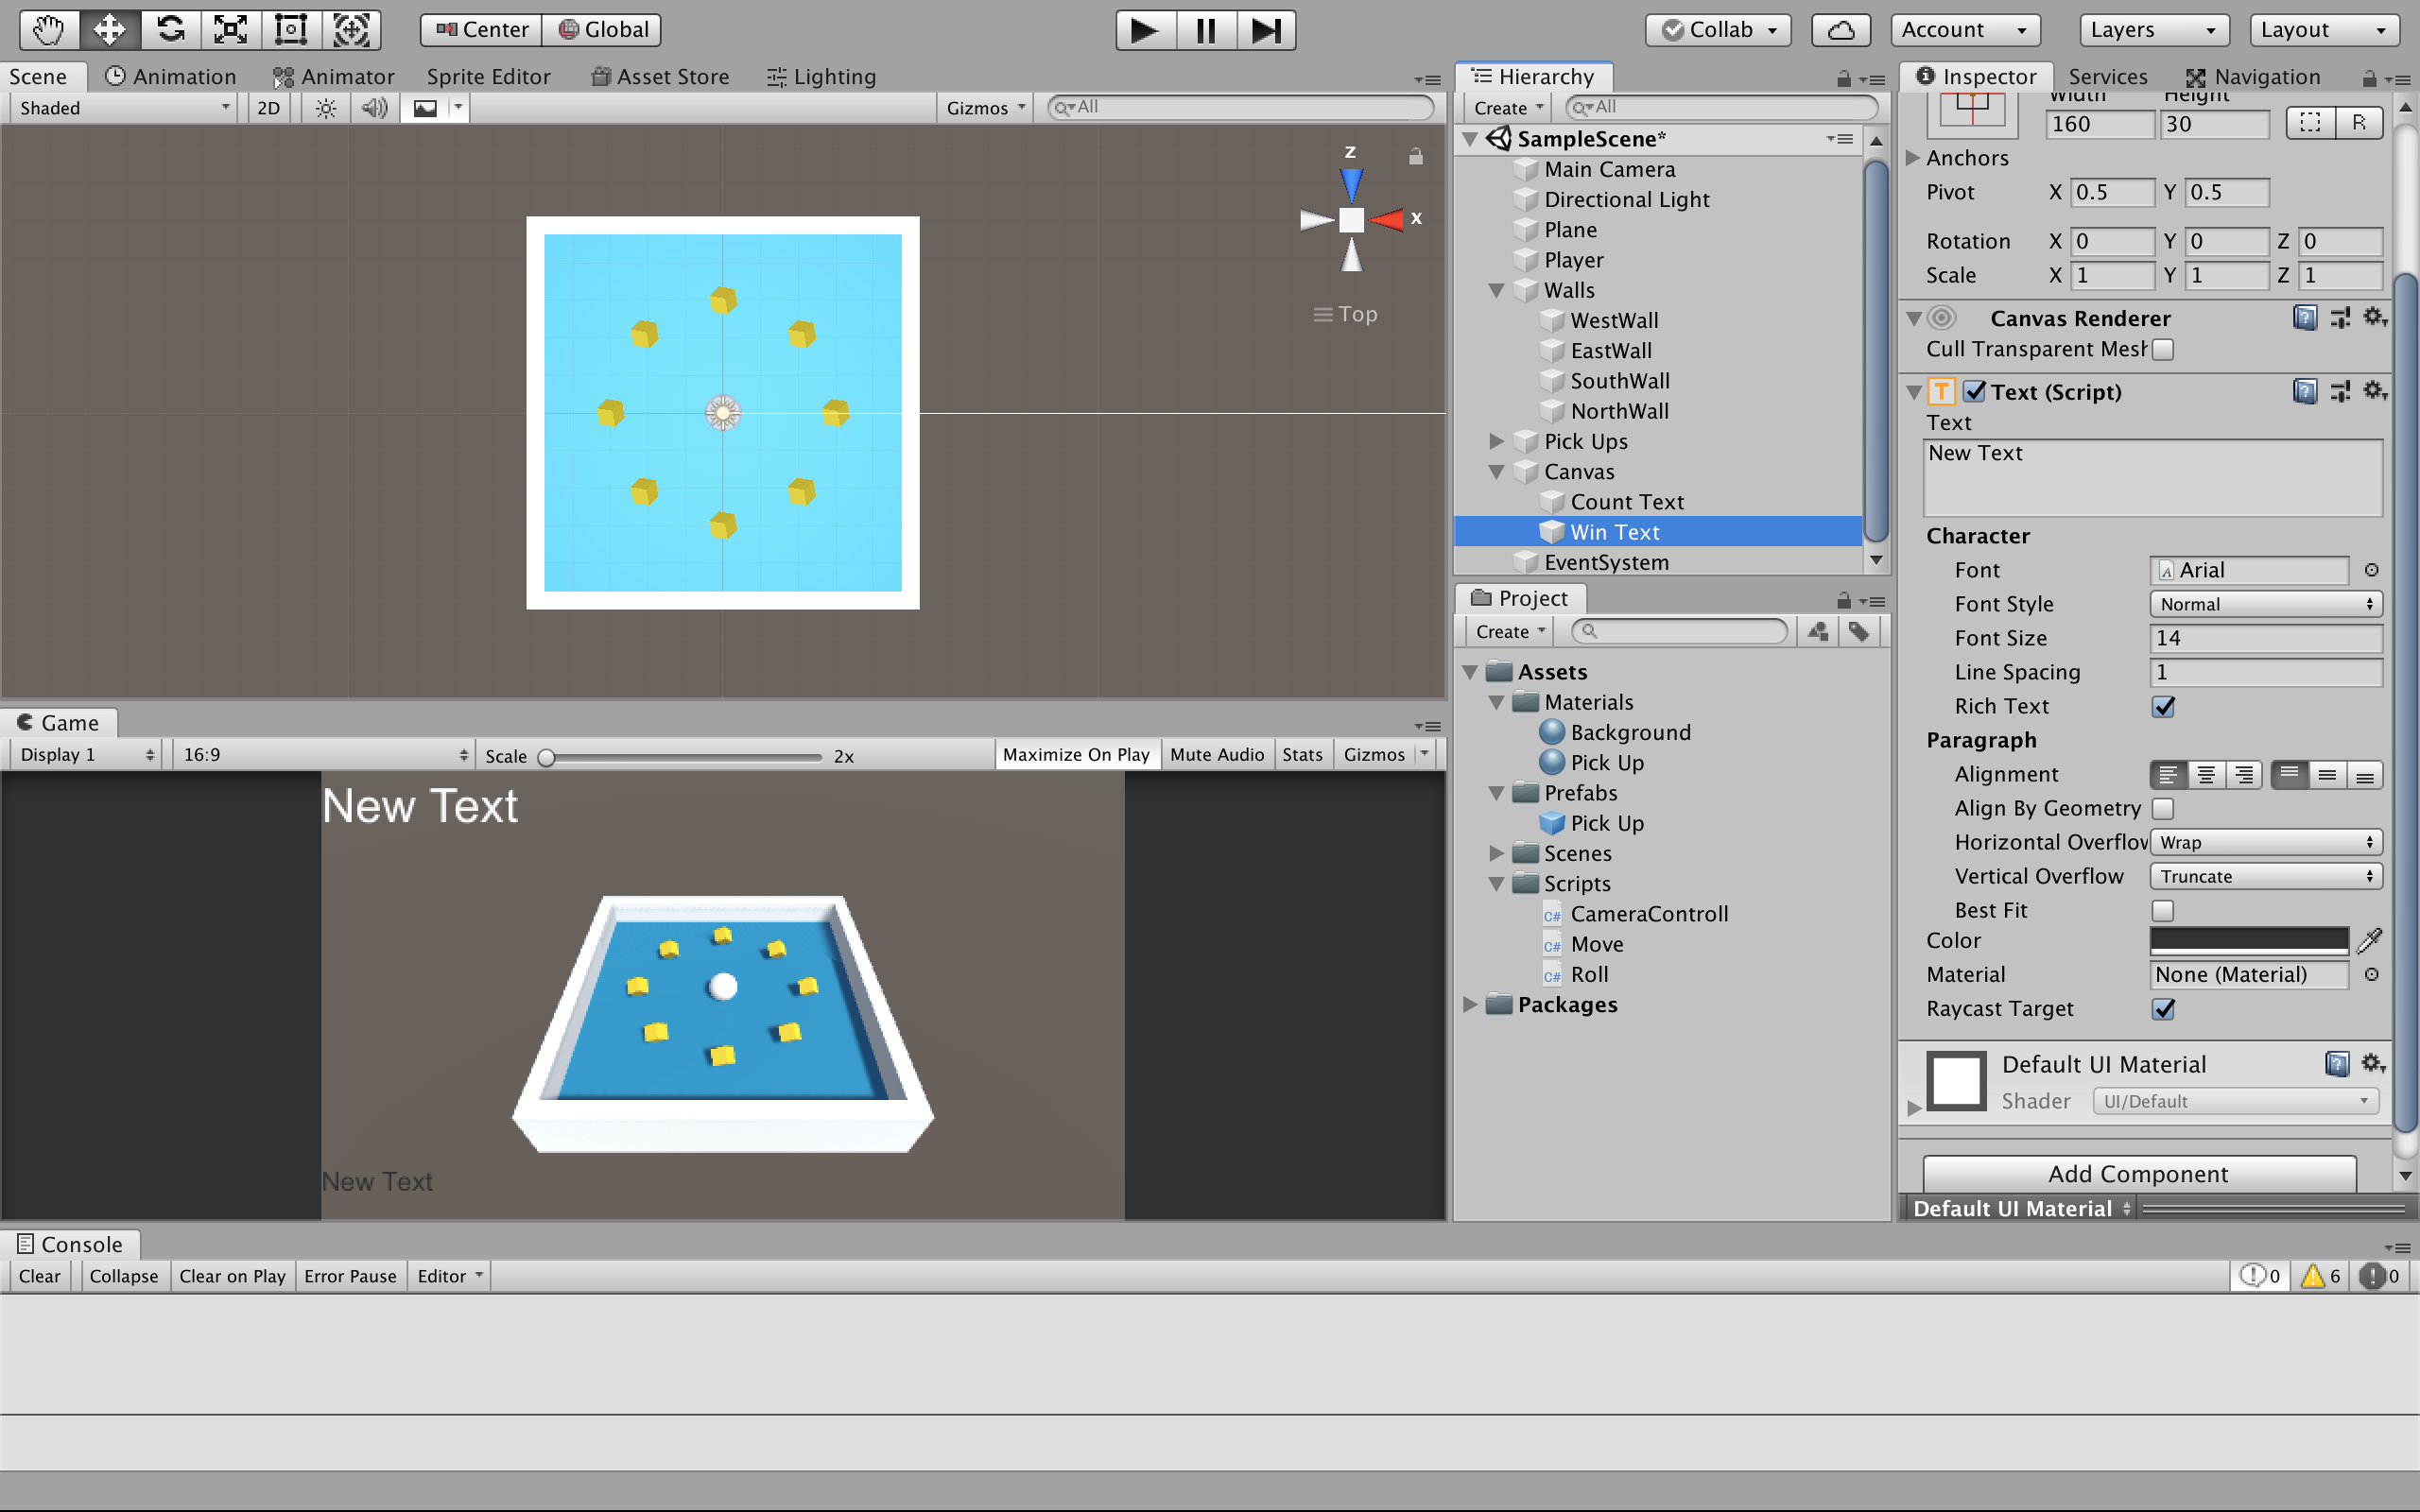 Center Global
Collab Account Layers Layout
Scene Animation Animator Sprite Editor Asset Store Lighting
Shaded 2D Gizmos All
z
x
Top
Game
Display 1 16:9 Scale 2x Maximize On Play Mute Audio Stats Gizmos
New Text
New Text
Hierarchy
Create All
SampleScene*
Main Camera
Directional Light
Plane
Player
Walls
WestWall
EastWall
SouthWall
NorthWall
Pick Ups
Canvas
Count Text
Win Text
EventSystem
Project
Create
Assets
Materials
Background
Pick Up
Prefabs
Pick Up
Scenes
Scripts
C# CameraControll
C# Move
C# Roll
Packages
Inspector Services Navigation
Width Height
160 30 R
Anchors
Pivot X 0.5 Y 0.5
Rotation X 0 Y 0 Z 0
Scale X 1 Y 1 Z 1
Canvas Renderer
Cull Transparent Mesh
T Text (Script)
Text
New Text
Character
Font Arial
Font Style Normal
Font Size 14
Line Spacing 1
Rich Text
Paragraph
Alignment
Align By Geometry
Horizontal Overflow Wrap
Vertical Overflow Truncate
Best Fit
Color
Material None (Material)
Raycast Target
Default UI Material
Shader UI/Default
Add Component
Default UI Material
Console
Clear Collapse Clear on Play Error Pause Editor 0 6 0